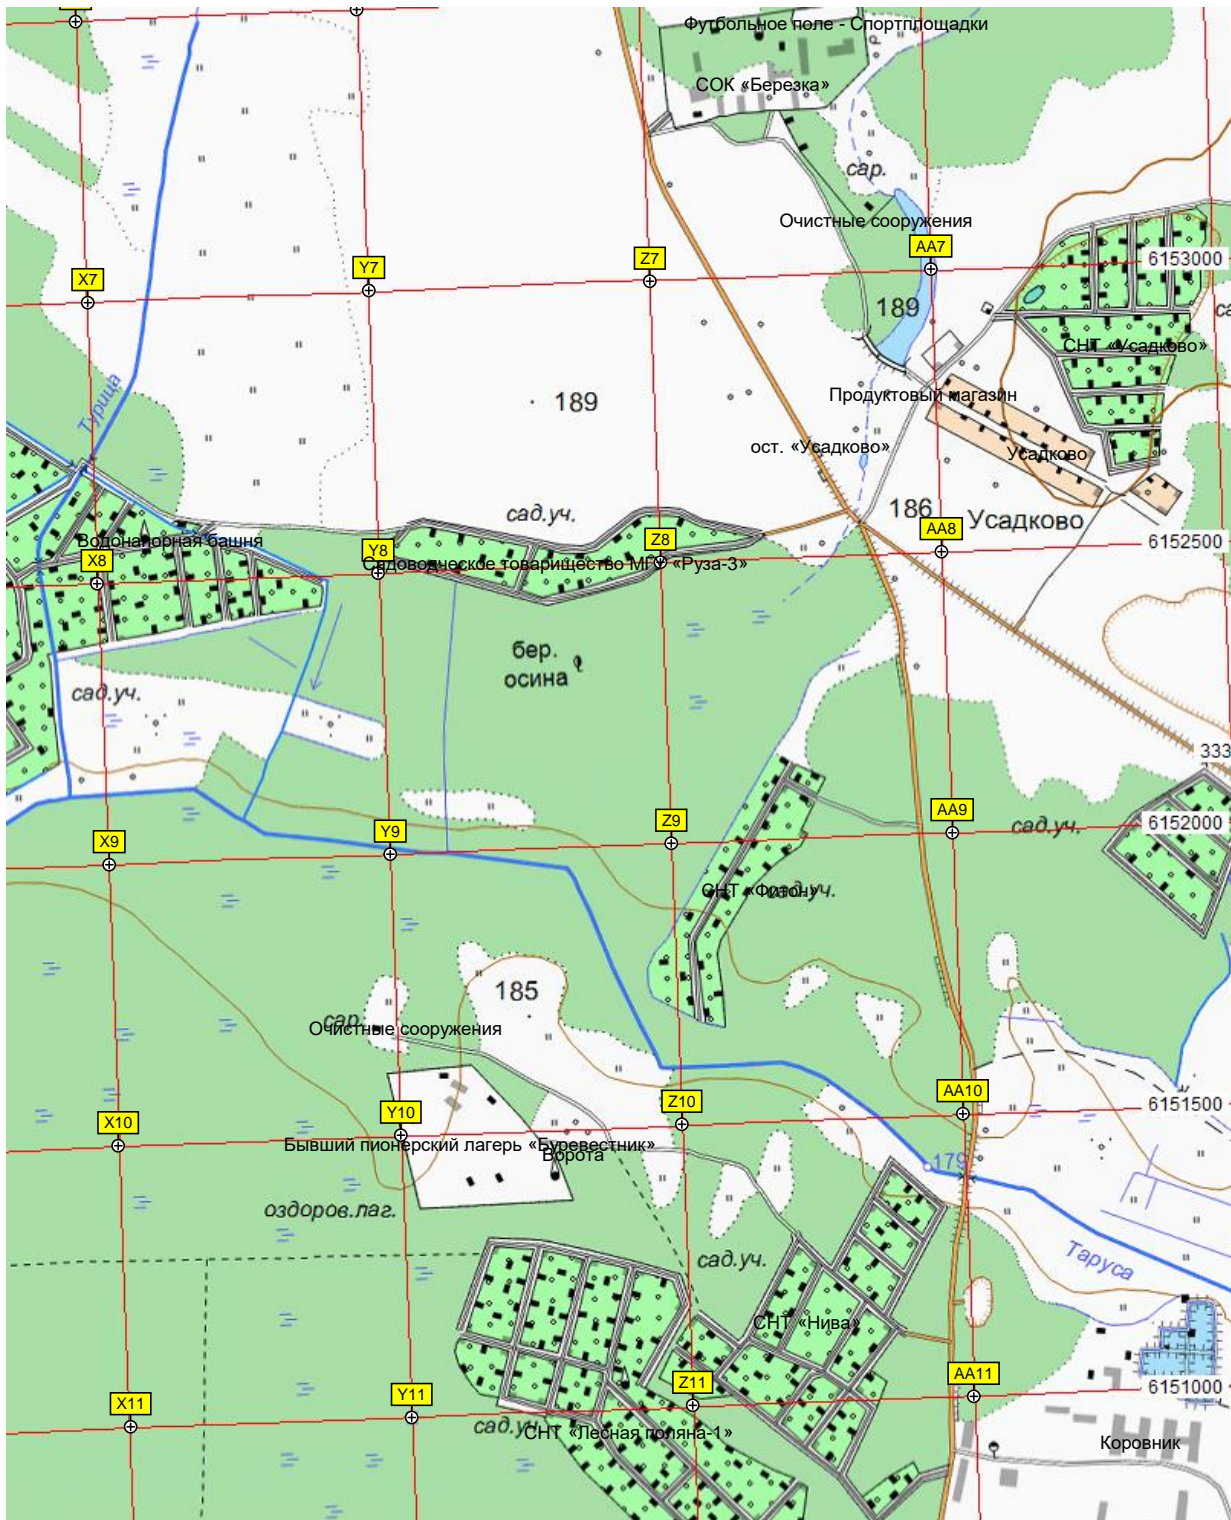 Футбольное поле - Спортплощадки
СОК «Березка»
сар.
Очистные сооружения
AA7
6153000
X7
Y7
Z7
189
СНТ «Усадково»
Турица
189
Продуктовый магазин
ост. «Усадково»
Усадково
186
Усадково
сад.уч.
Водонапорная башня
X8
Y8
Z8
AA8
6152500
Садоводческое товарищество МГО «Руза-3»
бер.
осина
сад.уч.
333
X9
Y9
Z9
AA9
сад.уч.
6152000
СНТ «Фитон»
сад.уч.
185
сар.
Очистные сооружения
X10
Y10
Z10
AA10
6151500
Бывший пионерский лагерь «Буревестник»
Ворота
179
оздоров.лаг.
сад.уч.
Таруса
СНТ «Нива»
X11
Y11
Z11
AA11
6151000
сад.уч.
СНТ «Лесная поляна-1»
Коровник